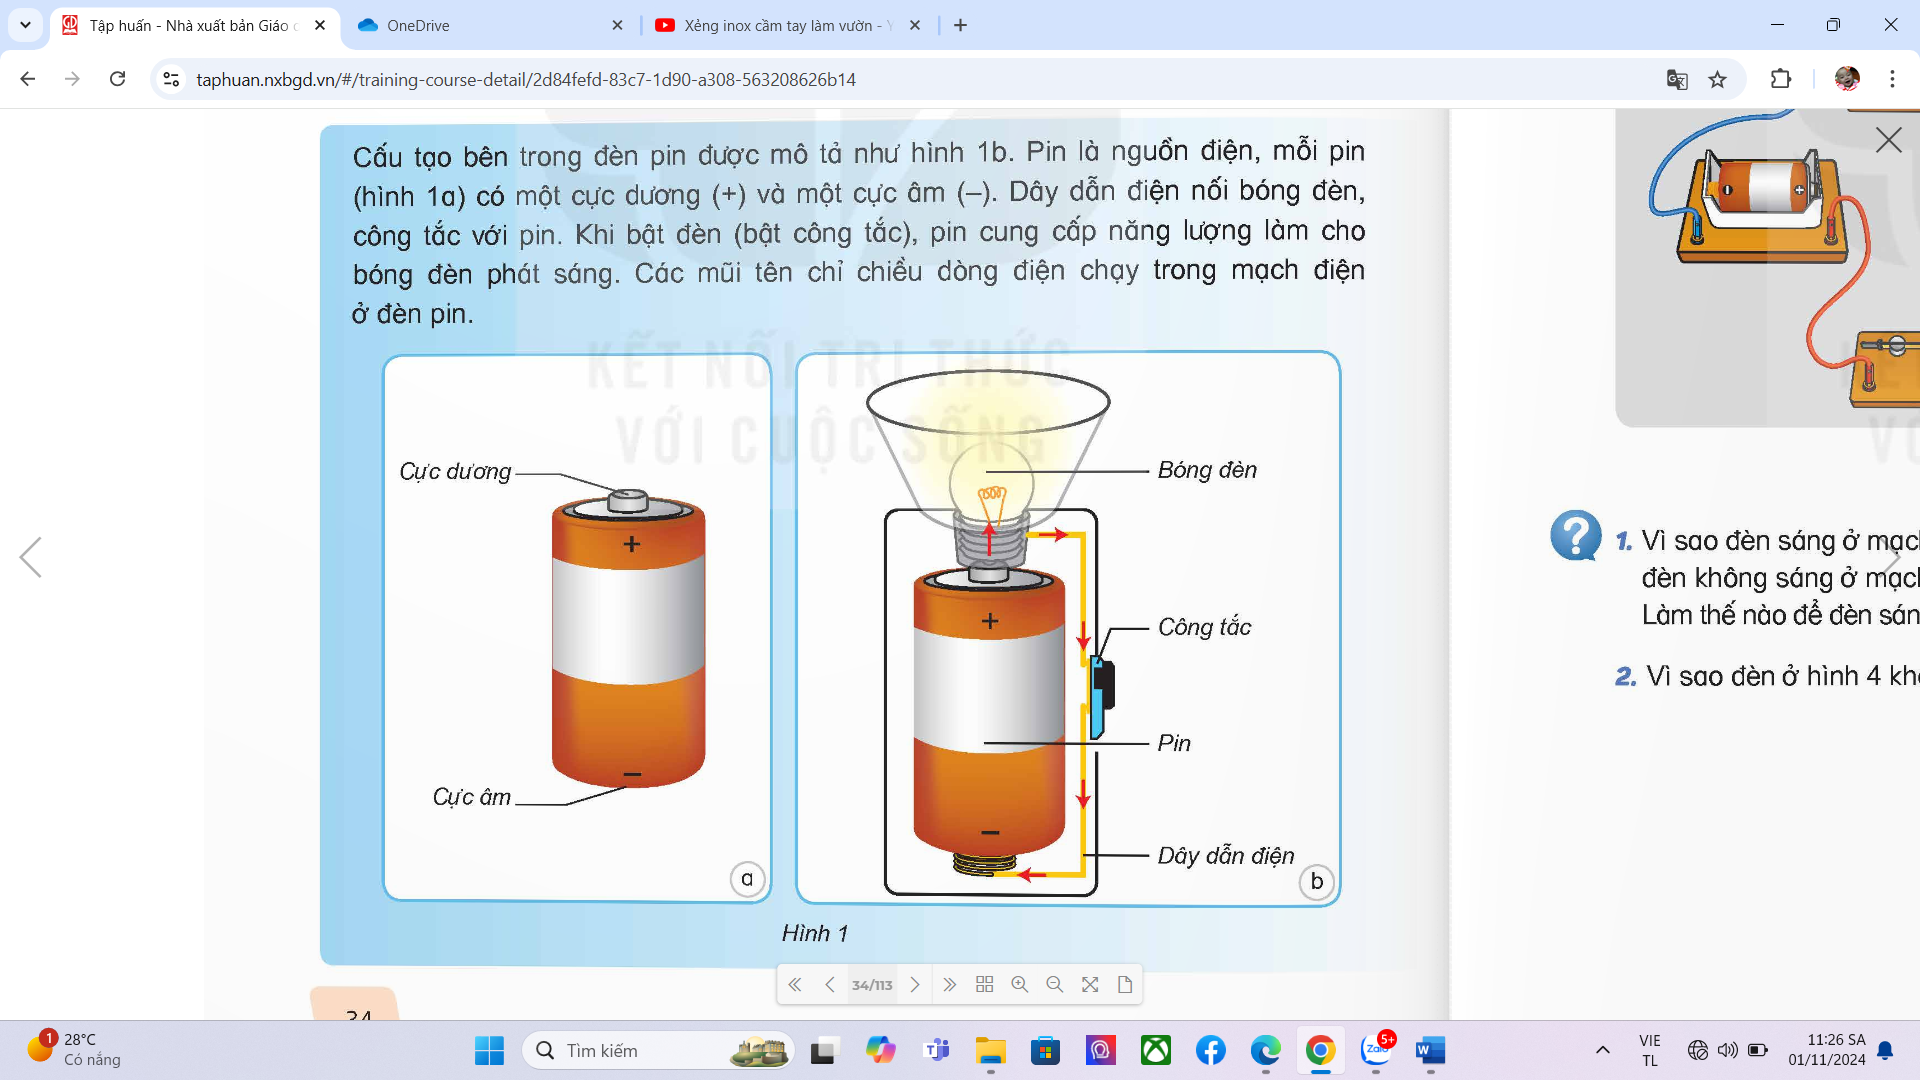 Tập huấn - Nhà xuất bản Giáo
OneDrive
Xẻng inox cầm tay làm vườn -
taphuan.nxbgd.vn/#/training-course-detail/2d84fefd-83c7-1d90-a308-563208626b14
Cấu tạo bên trong đèn pin được mô tả như hình 1b. Pin là nguồn điện, mỗi pin
(hình 1a) có một cực dương (+) và một cực âm (–). Dây dẫn điện nối bóng đèn,
công tắc với pin. Khi bật đèn (bật công tắc), pin cung cấp năng lượng làm cho
bóng đèn phát sáng. Các mũi tên chỉ chiều dòng điện chạy trong mạch điện
ở đèn pin.
KẾT NỐI TRI THỨC
VỚI CUỘC SỐNG
Cực dương
+
–
Cực âm
a
Bóng đèn
+
Công tắc
Pin
–
Dây dẫn điện
b
Hình 1
34
1. Vì sao đèn sáng ở mạch
đèn không sáng ở mạch
Làm thế nào để đèn sán
2. Vì sao đèn ở hình 4 kh
34/113
1
28°C
Có nắng
Tìm kiếm
Zalo
5+
VIE
TL
11:26 SA
01/11/2024